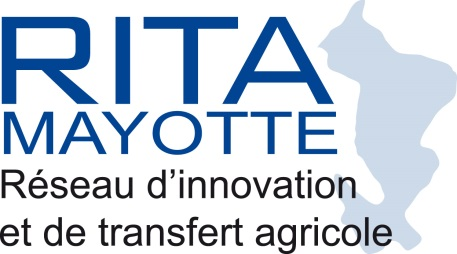 RITA
MAYOTTE
Réseau d'innovation
et de transfert agricole